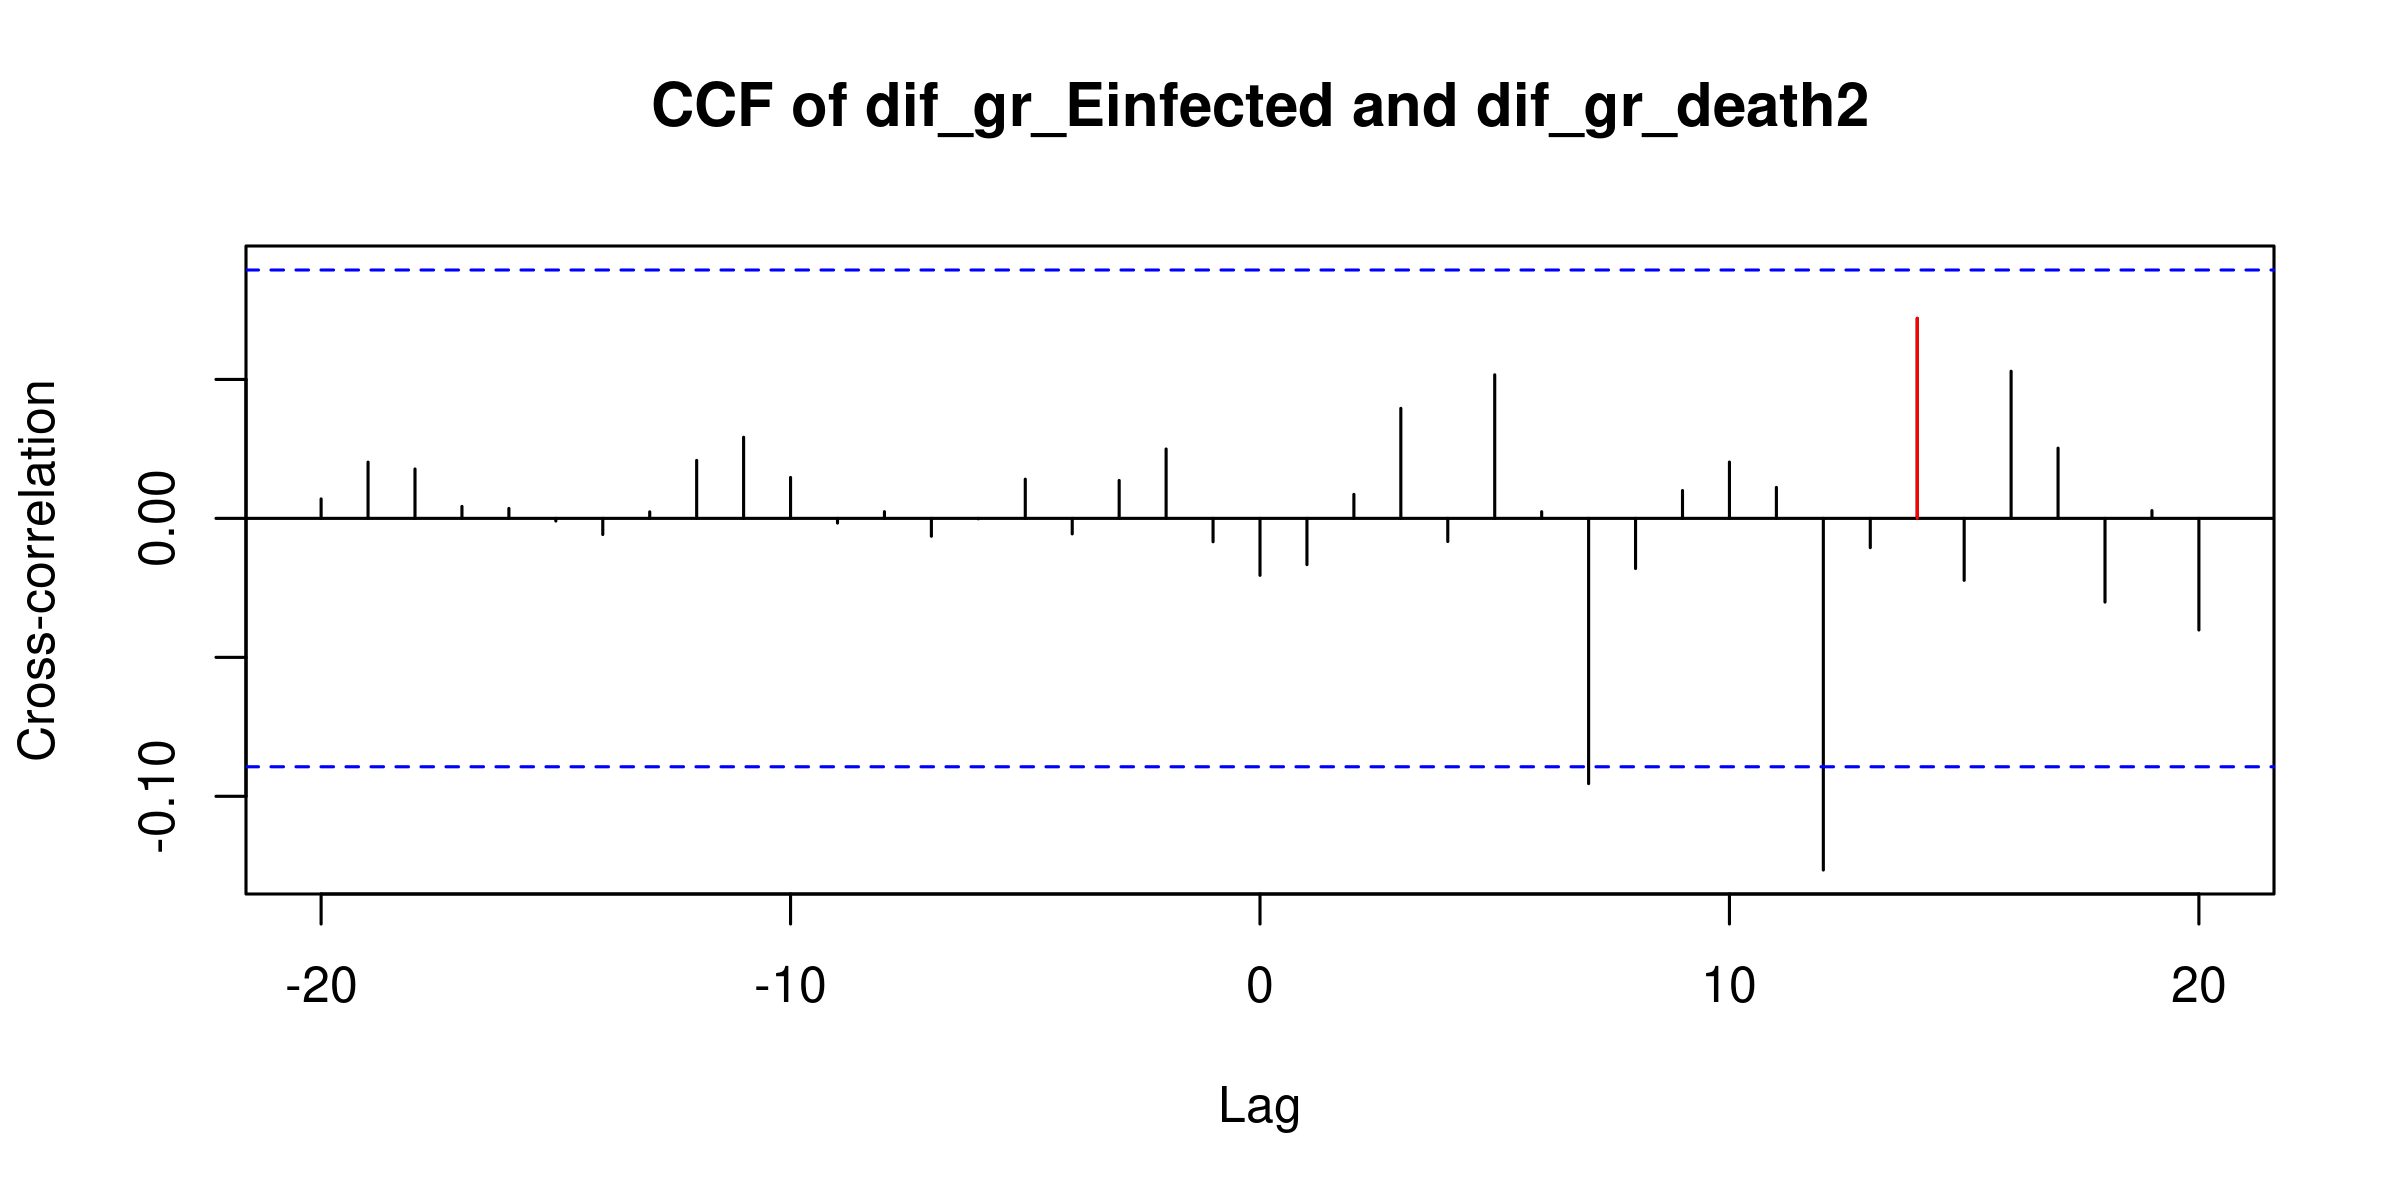 CCF of dif_gr_Einfected and dif_gr_death2
Cross-correlation
0.00
-0.10
-20 -10 0 10 20
Lag